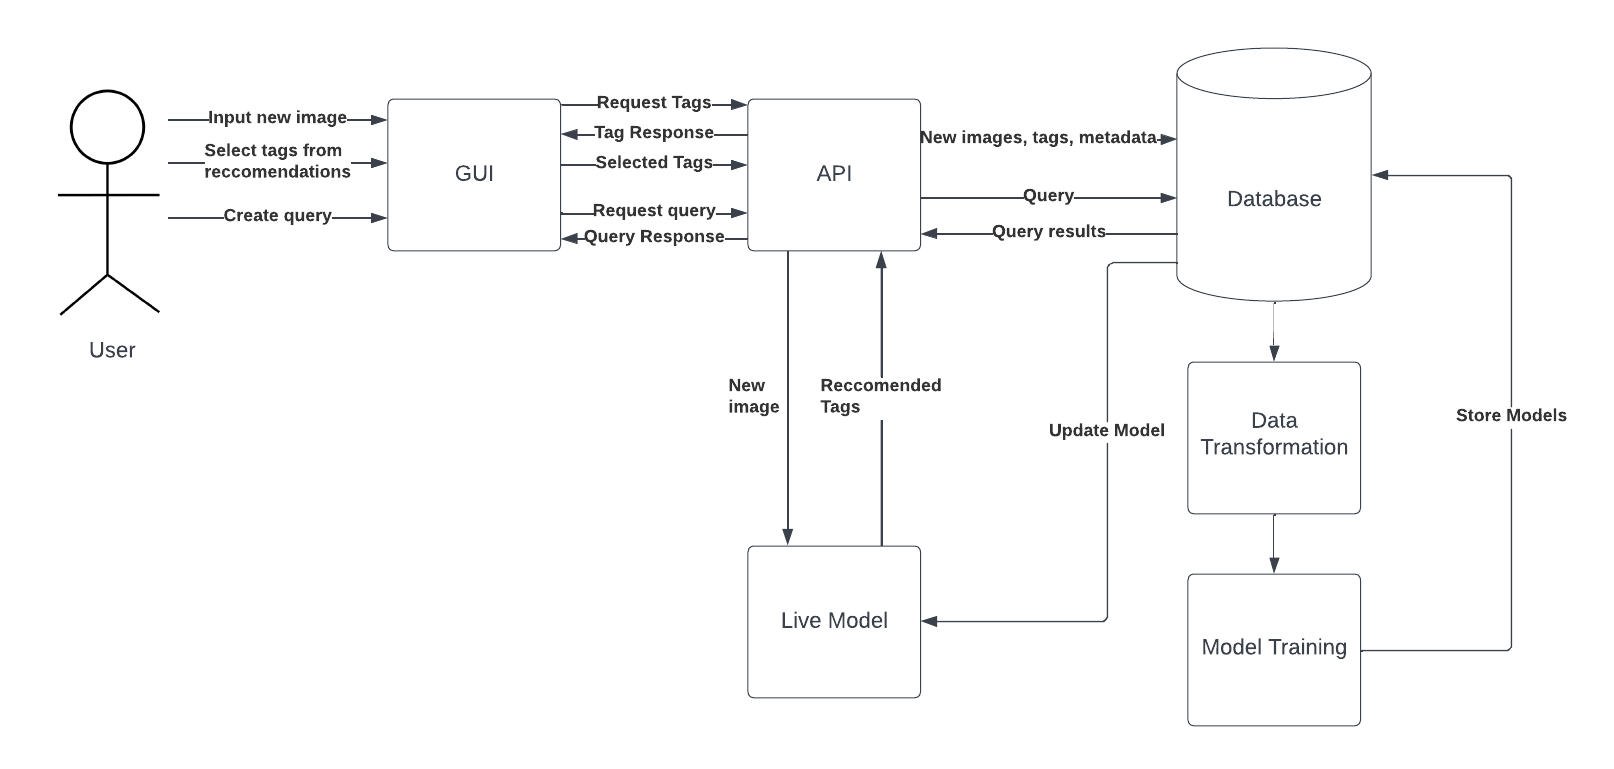 Input new image
Select tags from
reccomendations
Create query
User
GUI
Request Tags
Tag Response
Selected Tags
Request query
Query Response
API
New images, tags, metadata
Query
Query results
Database
New
image
Reccomended
Tags
Update Model
Data
Transformation
Store Models
Live Model
Model Training